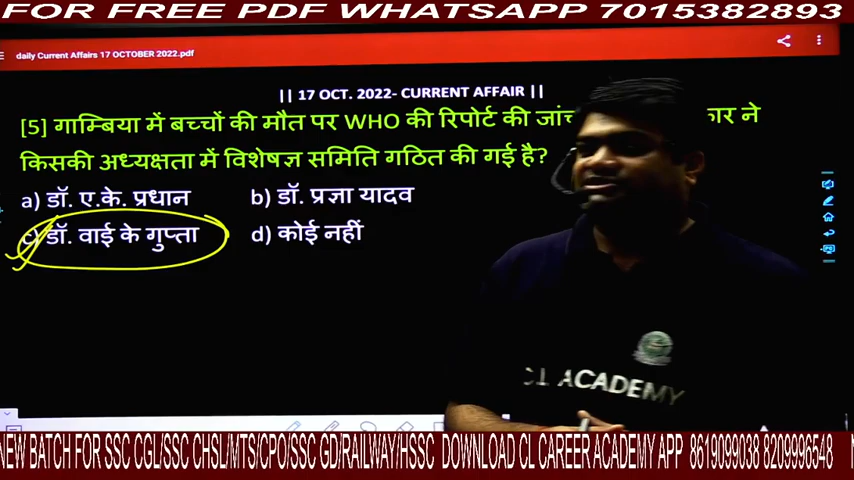 FOR FREE PDF WHATSAPP 7015382893
daily Current Affairs 17 OCTOBER 2022.pdf
|| 17 OCT. 2022- CURRENT AFFAIR ||
[5] गाम्बिया में बच्चों की मौत पर WHO की रिपोर्ट की जांच ने
किसकी अध्यक्षता में विशेषज्ञ समिति गठित की गई है?
a) डॉ. ए.के. प्रधान b) डॉ. प्रज्ञा यादव
c) डॉ. वाई के गुप्ता d) कोई नहीं
CL ACADEMY
NEW BATCH FOR SSC CGL/SSC CHSL/MTS/CPO/SSC GD/RAILWAY/HSSC DOWNLOAD CL CAREER ACADEMY APP 8619099038 8209996548